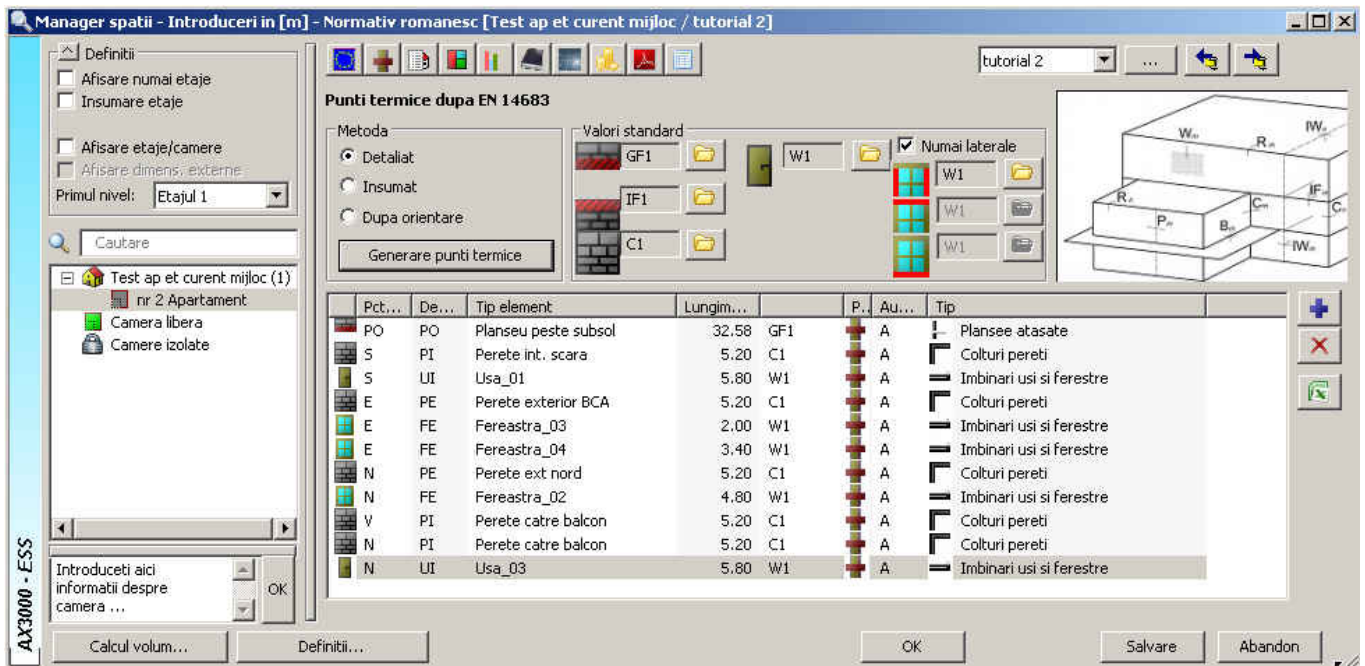 Manager spatii - Introduceri in [m] - Normativ romanesc [Test ap et curent mijloc / tutorial 2]
Definitii
Afisare numai etaje
Insumare etaje
Afisare etaje/camere
Afisare dimens. externe
Primul nivel: Etajul 1
Cautare
Test ap et curent mijloc (1)
nr 2 Apartament
Camera libera
Camere izolate
Introduceti aici
informatii despre
camera ...
OK
AX3000 - ESS
tutorial 2
...
Punti termice dupa EN 14683
Metoda
Detaliat
Insumat
Dupa orientare
Generare punti termice
Valori standard
GF1
IF1
C1
W1
Numai laterale
W1
W1
W1
Pct... De... Tip element Lungim... P.. Au... Tip
PO PO Planseu peste subsol 32.58 GF1 A Plansee atasate
S PI Perete int. scara 5.20 C1 A Colturi pereti
S UI Usa_01 5.80 W1 A Imbinari usi si ferestre
E PE Perete exterior BCA 5.20 C1 A Colturi pereti
E FE Fereastra_03 2.00 W1 A Imbinari usi si ferestre
E FE Fereastra_04 3.40 W1 A Imbinari usi si ferestre
N PE Perete ext nord 5.20 C1 A Colturi pereti
N FE Fereastra_02 4.80 W1 A Imbinari usi si ferestre
V PI Perete catre balcon 5.20 C1 A Colturi pereti
N PI Perete catre balcon 5.20 C1 A Colturi pereti
N UI Usa_03 5.80 W1 A Imbinari usi si ferestre
Calcul volum...
Definitii...
OK
Salvare
Abandon